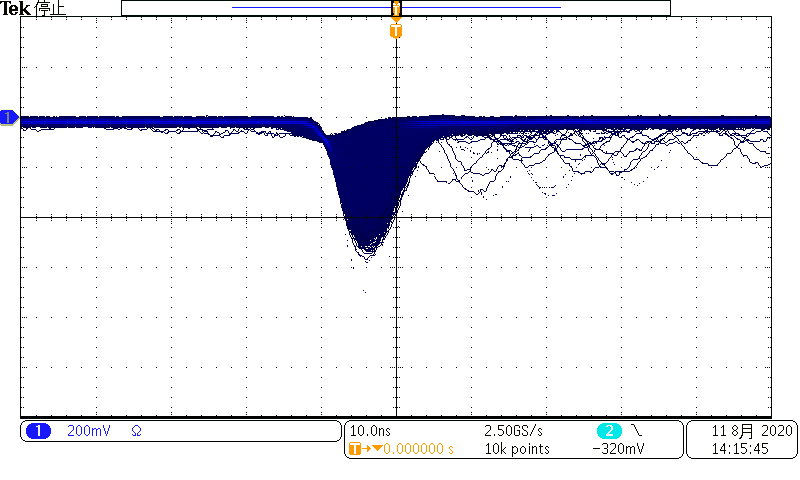 Tek 停止
T
T
1
1 200mV Ω
10.0ns 2.50GS/s 2
T→▼0.000000 s 10k points −320mV
11 8月 2020
14:15:45